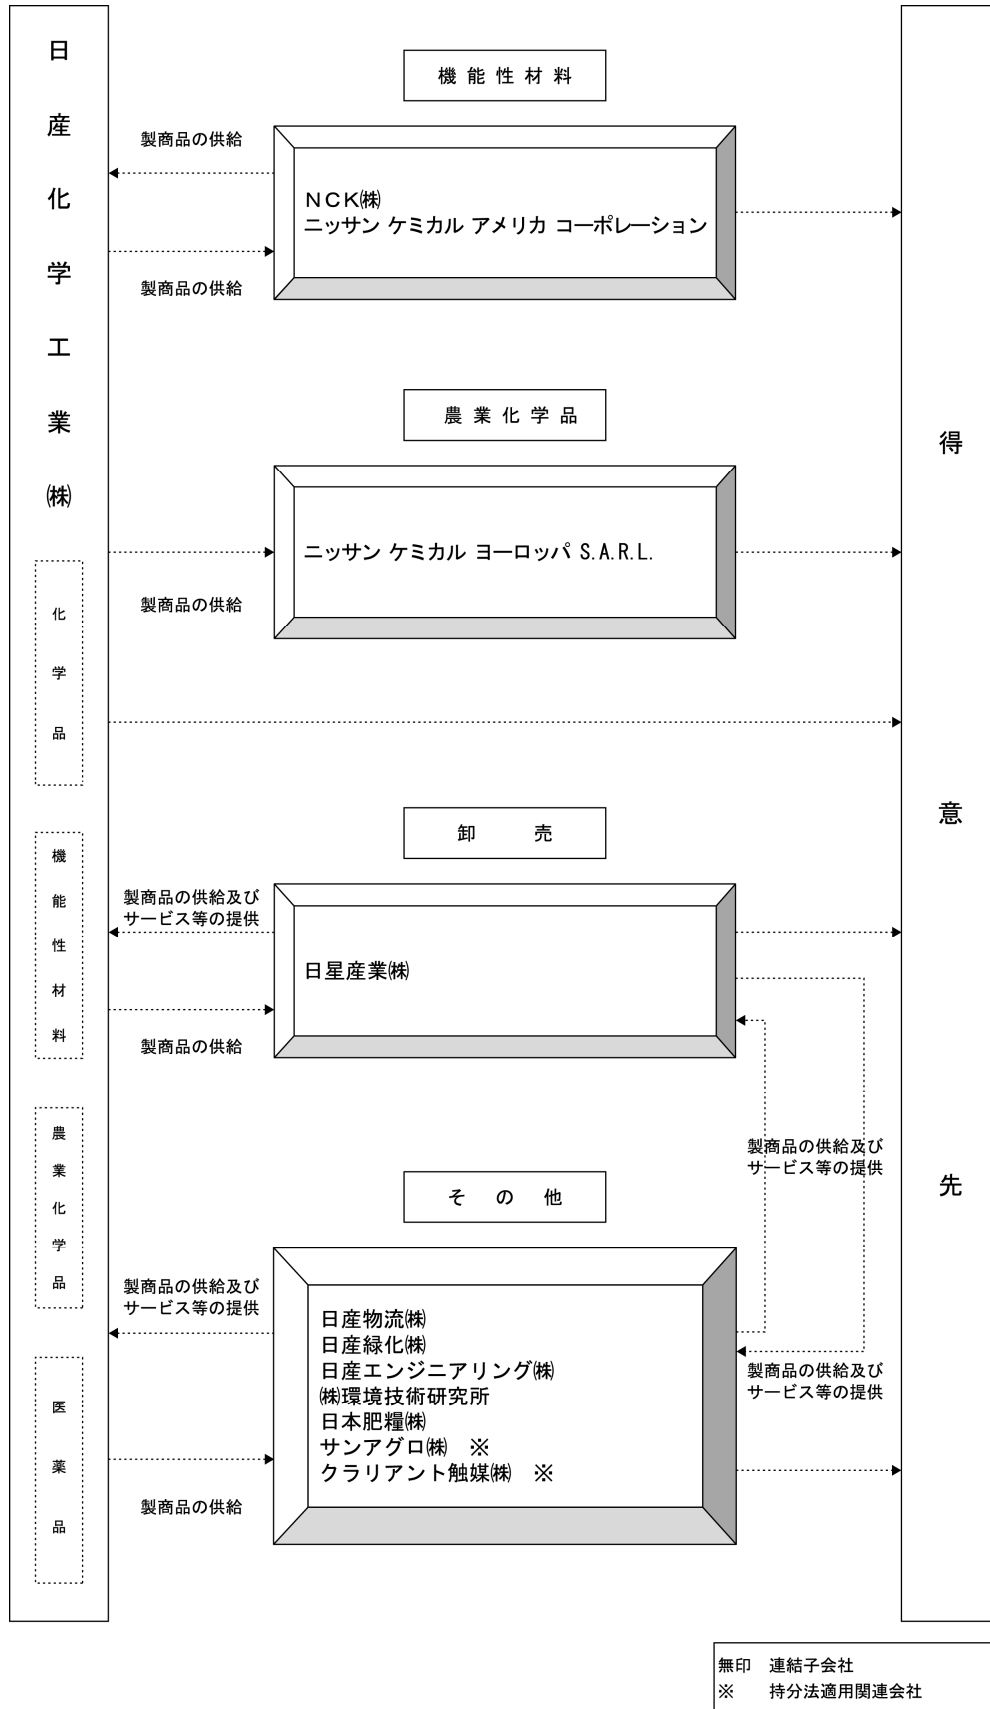 日産化学工業㈱
化学品
機能性材料
農業化学品
医薬品
機能性材料
製商品の供給
NCK㈱
ニッサン ケミカル アメリカ コーポレーション
製商品の供給
農業化学品
ニッサン ケミカル ヨーロッパ S.A.R.L.
製商品の供給
卸売
製商品の供給及び
サービス等の提供
日星産業㈱
製商品の供給
製商品の供給及び
サービス等の提供
その他
製商品の供給及び
サービス等の提供
日産物流㈱
日産緑化㈱
日産エンジニアリング㈱
㈱環境技術研究所
日本肥糧㈱
サンアグロ㈱　※
クラリアント触媒㈱　※
製商品の供給及び
サービス等の提供
製商品の供給
得意先
無印　連結子会社
※　持分法適用関連会社